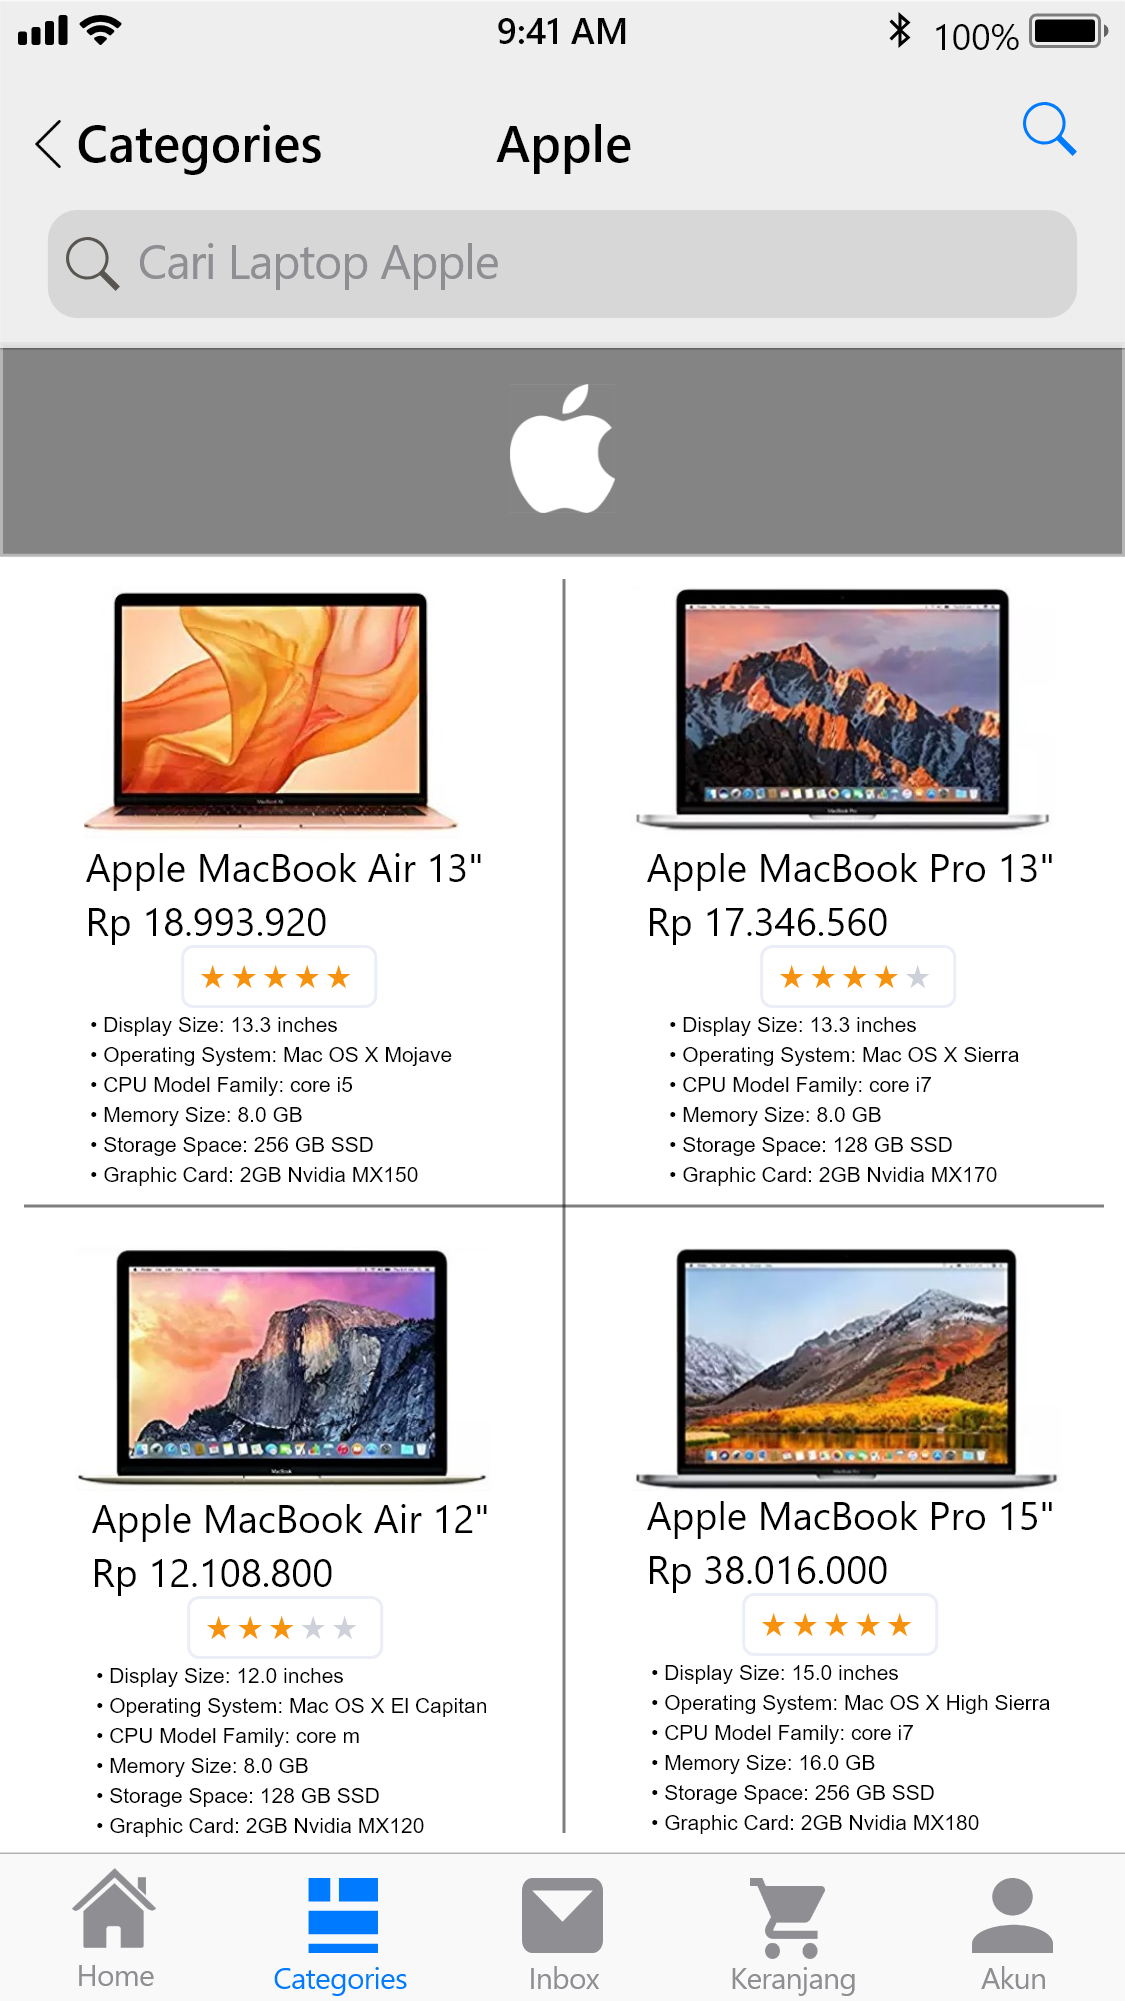 9:41 AM
100%
Categories
Apple
Cari Laptop Apple
Apple MacBook Air 13"
Rp 18.993.920
• Display Size: 13.3 inches
• Operating System: Mac OS X Mojave
• CPU Model Family: core i5
• Memory Size: 8.0 GB
• Storage Space: 256 GB SSD
• Graphic Card: 2GB Nvidia MX150
Apple MacBook Pro 13"
Rp 17.346.560
• Display Size: 13.3 inches
• Operating System: Mac OS X Sierra
• CPU Model Family: core i7
• Memory Size: 8.0 GB
• Storage Space: 128 GB SSD
• Graphic Card: 2GB Nvidia MX170
Apple MacBook Air 12"
Rp 12.108.800
• Display Size: 12.0 inches
• Operating System: Mac OS X El Capitan
• CPU Model Family: core m
• Memory Size: 8.0 GB
• Storage Space: 128 GB SSD
• Graphic Card: 2GB Nvidia MX120
Apple MacBook Pro 15"
Rp 38.016.000
• Display Size: 15.0 inches
• Operating System: Mac OS X High Sierra
• CPU Model Family: core i7
• Memory Size: 16.0 GB
• Storage Space: 256 GB SSD
• Graphic Card: 2GB Nvidia MX180
Home
Categories
Inbox
Keranjang
Akun